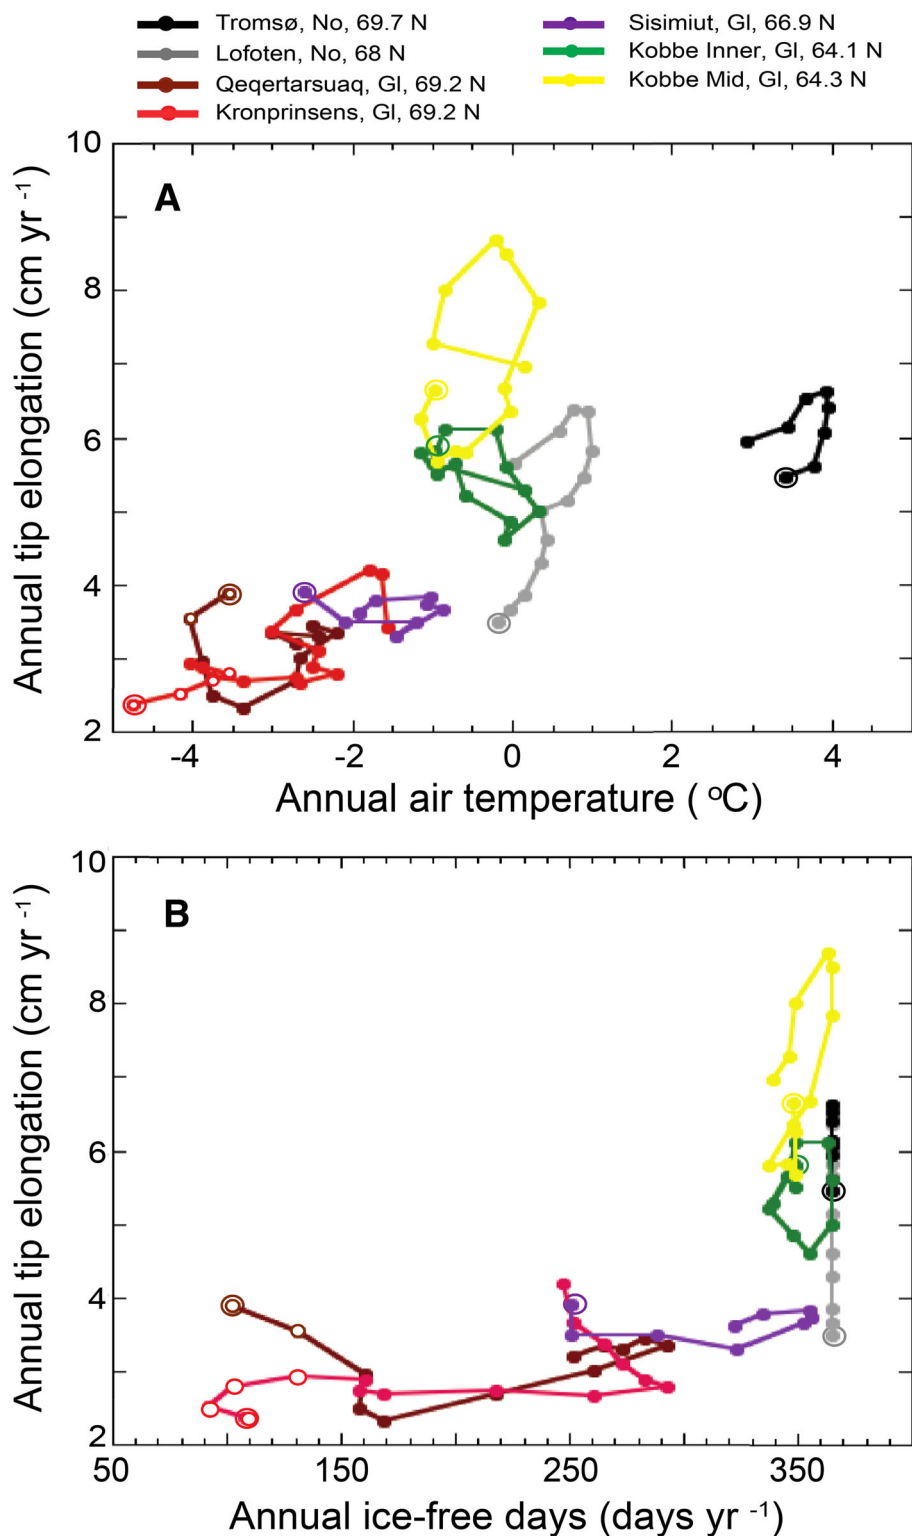 Tromsø, No, 69.7 N
Lofoten, No, 68 N
Qeqertarsuaq, Gl, 69.2 N
Kronprinsens, Gl, 69.2 N
Sisimiut, Gl, 66.9 N
Kobbe Inner, Gl, 64.1 N
Kobbe Mid, Gl, 64.3 N
A
Annual tip elongation (cm yr -1)
10
8
6
4
2
-4 -2 0 2 4
Annual air temperature ( oC)
B
Annual tip elongation (cm yr -1)
10
8
6
4
2
50 150 250 350
Annual ice-free days (days yr -1)